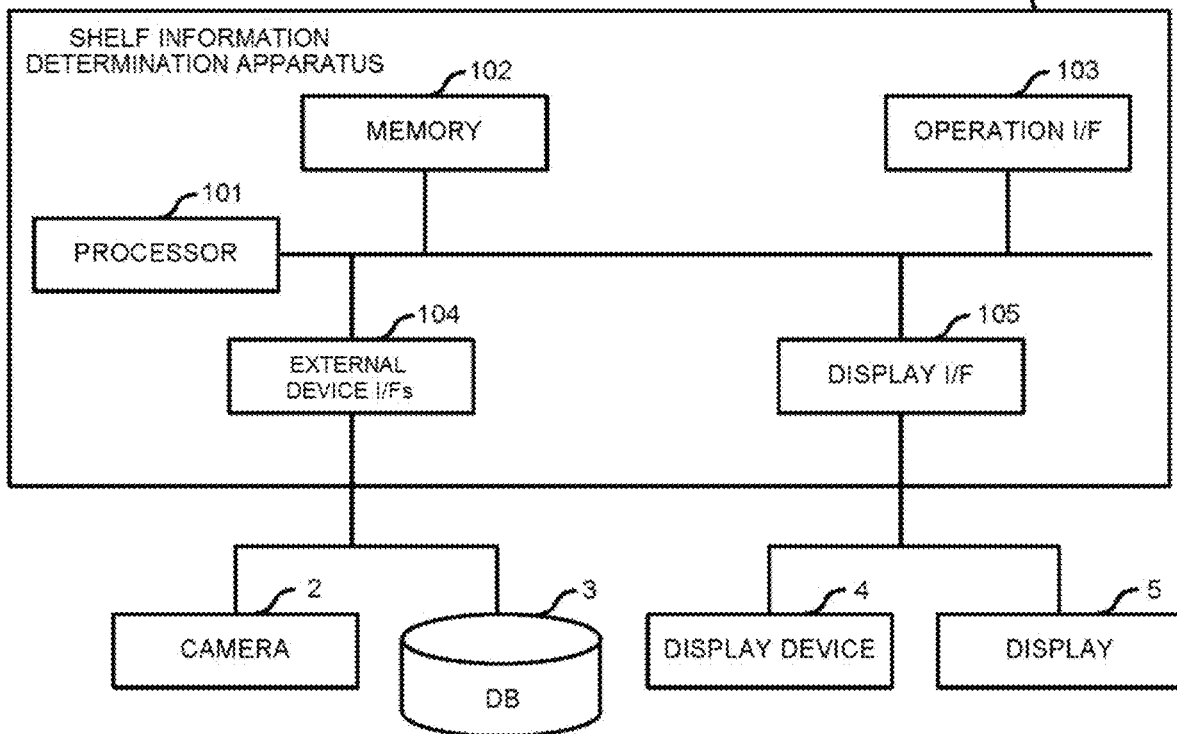 SHELF INFORMATION
DETERMINATION APPARATUS
102
103
MEMORY
OPERATION I/F
101
PROCESSOR
104
105
EXTERNAL
DEVICE I/Fs
DISPLAY I/F
2
3
4
5
CAMERA
DB
DISPLAY DEVICE
DISPLAY